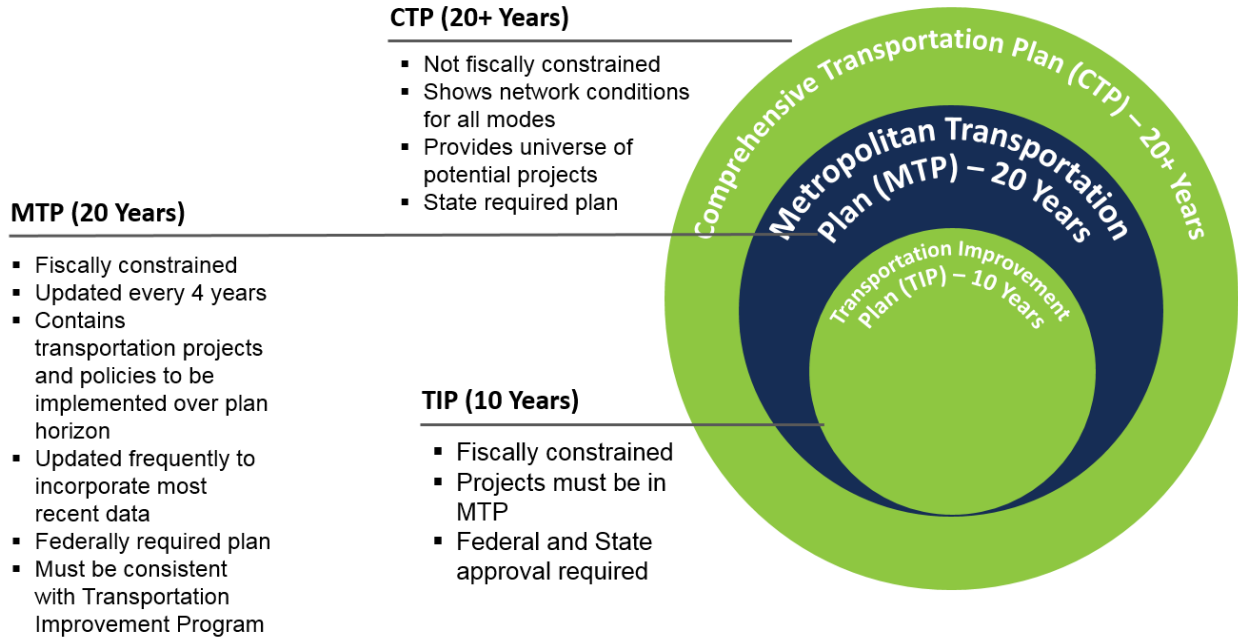 CTP (20+ Years)
▪ Not fiscally constrained
▪ Shows network conditions
for all modes
▪ Provides universe of
potential projects
▪ State required plan
MTP (20 Years)
▪ Fiscally constrained
▪ Updated every 4 years
▪ Contains
transportation projects
and policies to be
implemented over plan
horizon
▪ Updated frequently to
incorporate most
recent data
▪ Federally required plan
▪ Must be consistent
with Transportation
Improvement Program
TIP (10 Years)
▪ Fiscally constrained
▪ Projects must be in
MTP
▪ Federal and State
approval required
Comprehensive Transportation Plan (CTP) – 20+ Years
Metropolitan Transportation
Plan (MTP) – 20 Years
Transportation Improvement
Plan (TIP) – 10 Years